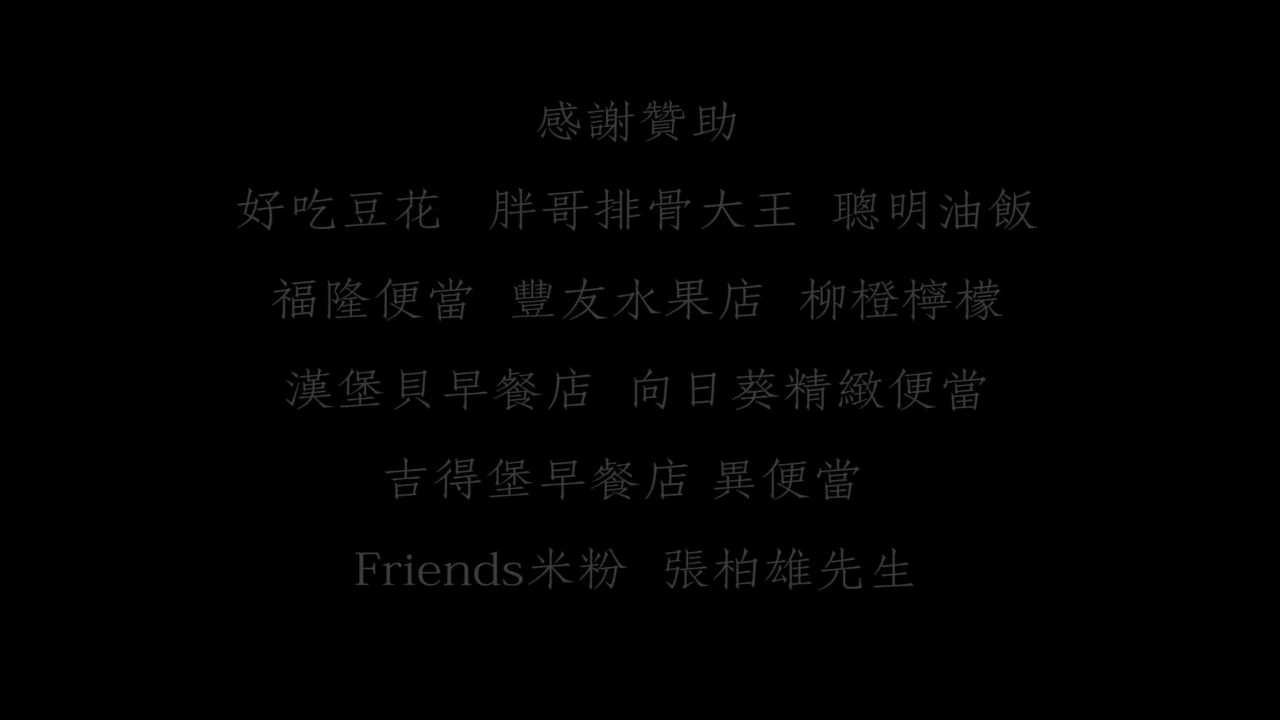 感謝贊助
好吃豆花 胖哥排骨大王 聰明油飯
福隆便當 豐友水果店 柳橙檸檬
漢堡貝早餐店 向日葵精緻便當
吉得堡早餐店 異便當
Friends米粉 張柏雄先生